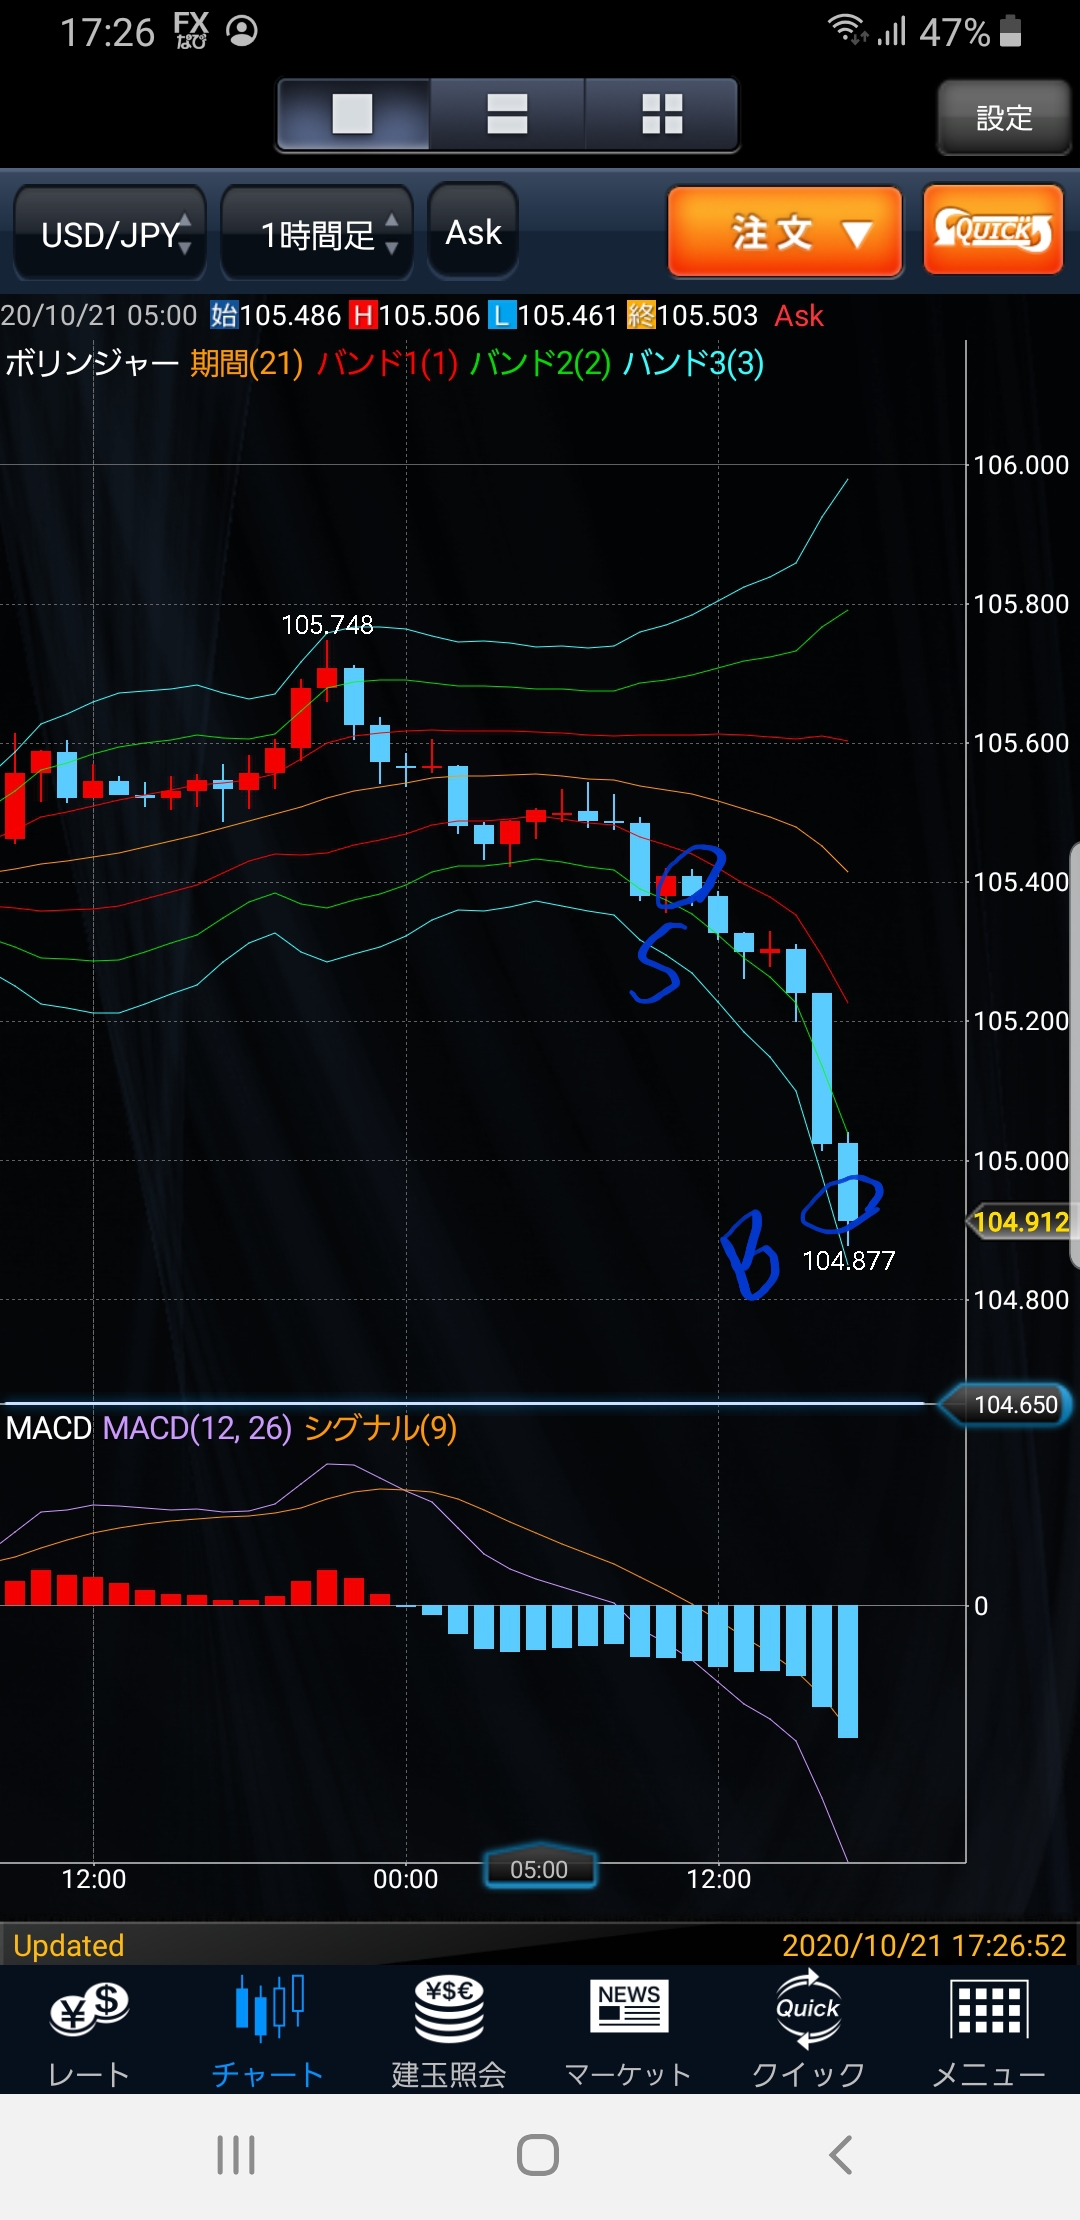 17:26 FXなび 47%
設定
USD/JPY 1時間足 Ask 注文 ▼ QUICK
20/10/21 05:00 始105.486 H105.506 L105.461 終105.503 Ask
ボリンジャー 期間(21) バンド1(1) バンド2(2) バンド3(3)
106.000
105.800
105.748
105.600
105.400
S
105.200
105.000
104.912
B
104.877
104.800
104.650
MACD MACD(12, 26) シグナル(9)
0
12:00 00:00 05:00 12:00
Updated 2020/10/21 17:26:52
¥$ ¥$€ NEWS Quick
レート チャート 建玉照会 マーケット クイック メニュー